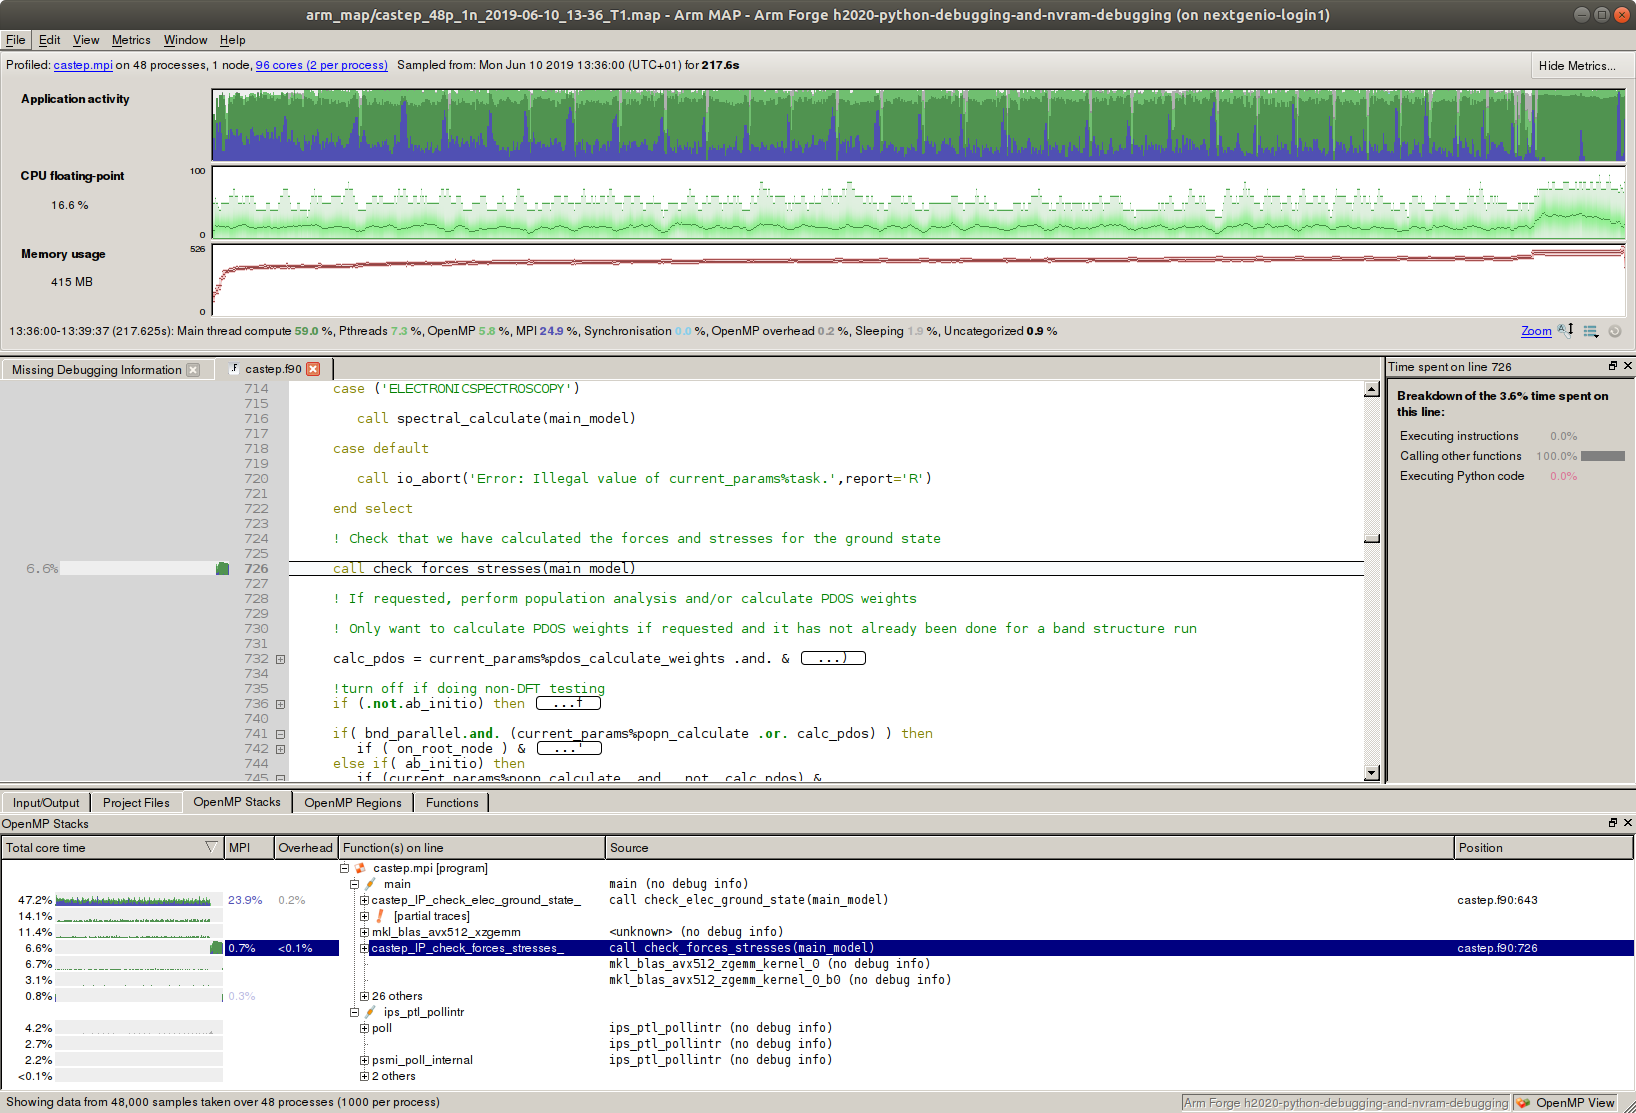 arm_map/castep_48p_1n_2019-06-10_13-36_T1.map - Arm MAP - Arm Forge h2020-python-debugging-and-nvram-debugging (on nextgenio-login1)
File Edit View Metrics Window Help
Profiled: castep.mpi on 48 processes, 1 node, 96 cores (2 per process) Sampled from: Mon Jun 10 2019 13:36:00 (UTC+01) for 217.6s
Hide Metrics...
Application activity
CPU floating-point
16.6 %
100
0
Memory usage
415 MB
526
0
13:36:00-13:39:37 (217.625s): Main thread compute 59.0 %, Pthreads 7.3 %, OpenMP 5.8 %, MPI 24.9 %, Synchronisation 0.0 %, OpenMP overhead 0.2 %, Sleeping 1.9 %, Uncategorized 0.9 %
Zoom
Missing Debugging Information castep.f90
714 case ('ELECTRONICSPECTROSCOPY')
715
716 call spectral_calculate(main_model)
717
718 case default
719
720 call io_abort('Error: Illegal value of current_params%task.',report='R')
721
722 end select
723
724 ! Check that we have calculated the forces and stresses for the ground state
725
6.6% 726 call check_forces_stresses(main_model)
727
728 ! If requested, perform population analysis and/or calculate PDOS weights
729
730 ! Only want to calculate PDOS weights if requested and it has not already been done for a band structure run
731
732 calc_pdos = current_params%pdos_calculate_weights .and. & ...)
734
735 !turn off if doing non-DFT testing
736 if (.not.ab_initio) then ...f
740
741 if( bnd_parallel.and. (current_params%popn_calculate .or. calc_pdos) ) then
742 if ( on_root_node ) & ...'
744 else if( ab_initio) then
745 if (current_params%popn_calculate .and. .not. calc_pdos) &
Time spent on line 726
Breakdown of the 3.6% time spent on
this line:
Executing instructions 0.0%
Calling other functions 100.0%
Executing Python code 0.0%
Input/Output Project Files OpenMP Stacks OpenMP Regions Functions
OpenMP Stacks
Total core time MPI Overhead Function(s) on line Source Position
castep.mpi [program]
main main (no debug info)
47.2% 23.9% 0.2% castep_IP_check_elec_ground_state_ call check_elec_ground_state(main_model) castep.f90:643
14.1% [partial traces]
11.4% mkl_blas_avx512_xzgemm <unknown> (no debug info)
6.6% 0.7% <0.1% castep_IP_check_forces_stresses_ call check_forces_stresses(main_model) castep.f90:726
6.7% mkl_blas_avx512_zgemm_kernel_0 (no debug info)
3.1% mkl_blas_avx512_zgemm_kernel_0_b0 (no debug info)
0.8% 0.3% 26 others
ips_ptl_pollintr
4.2% poll ips_ptl_pollintr (no debug info)
2.7% ips_ptl_pollintr (no debug info)
2.2% psmi_poll_internal ips_ptl_pollintr (no debug info)
<0.1% 2 others
Showing data from 48,000 samples taken over 48 processes (1000 per process)
Arm Forge h2020-python-debugging-and-nvram-debugging OpenMP View